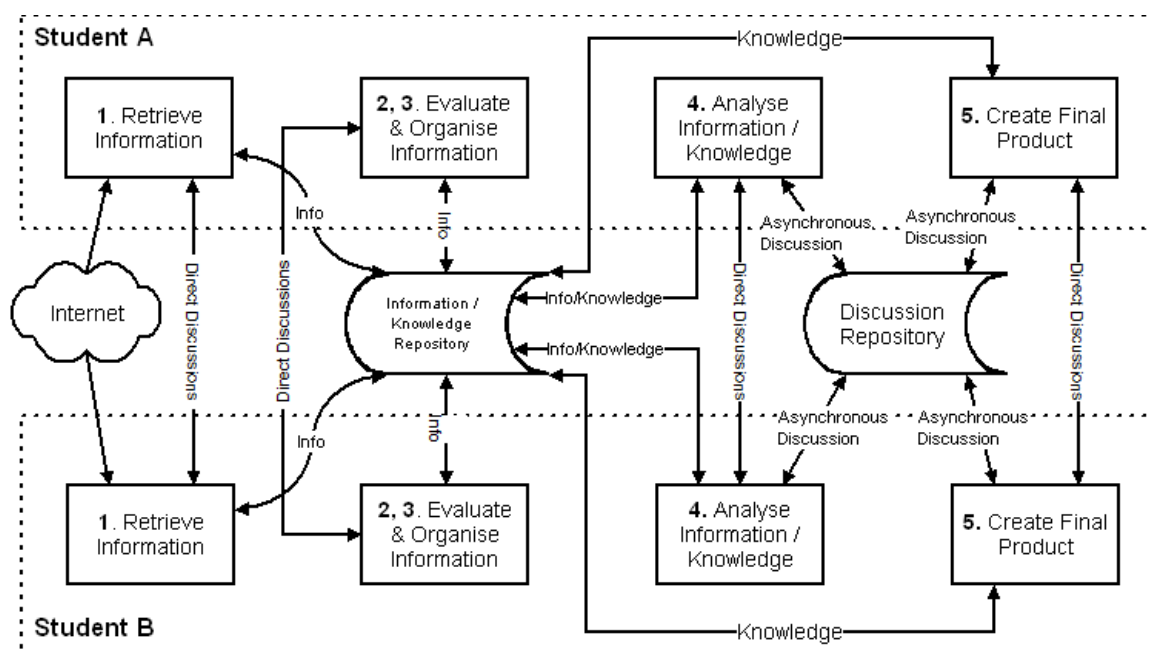 Student A
Knowledge
1. Retrieve
Information
2, 3. Evaluate
& Organise
Information
4. Analyse
Information /
Knowledge
5. Create Final
Product
Info
Info
Asynchronous
Discussion
Asynchronous
Discussion
Internet
Direct Discussions
Direct Discussions
Information /
Knowledge
Repository
Info/Knowledge
Info/Knowledge
Direct Discussions
Discussion
Repository
Direct Discussions
Info
Info
Asynchronous
Discussion
Asynchronous
Discussion
1. Retrieve
Information
2, 3. Evaluate
& Organise
Information
4. Analyse
Information /
Knowledge
5. Create Final
Product
Student B
Knowledge